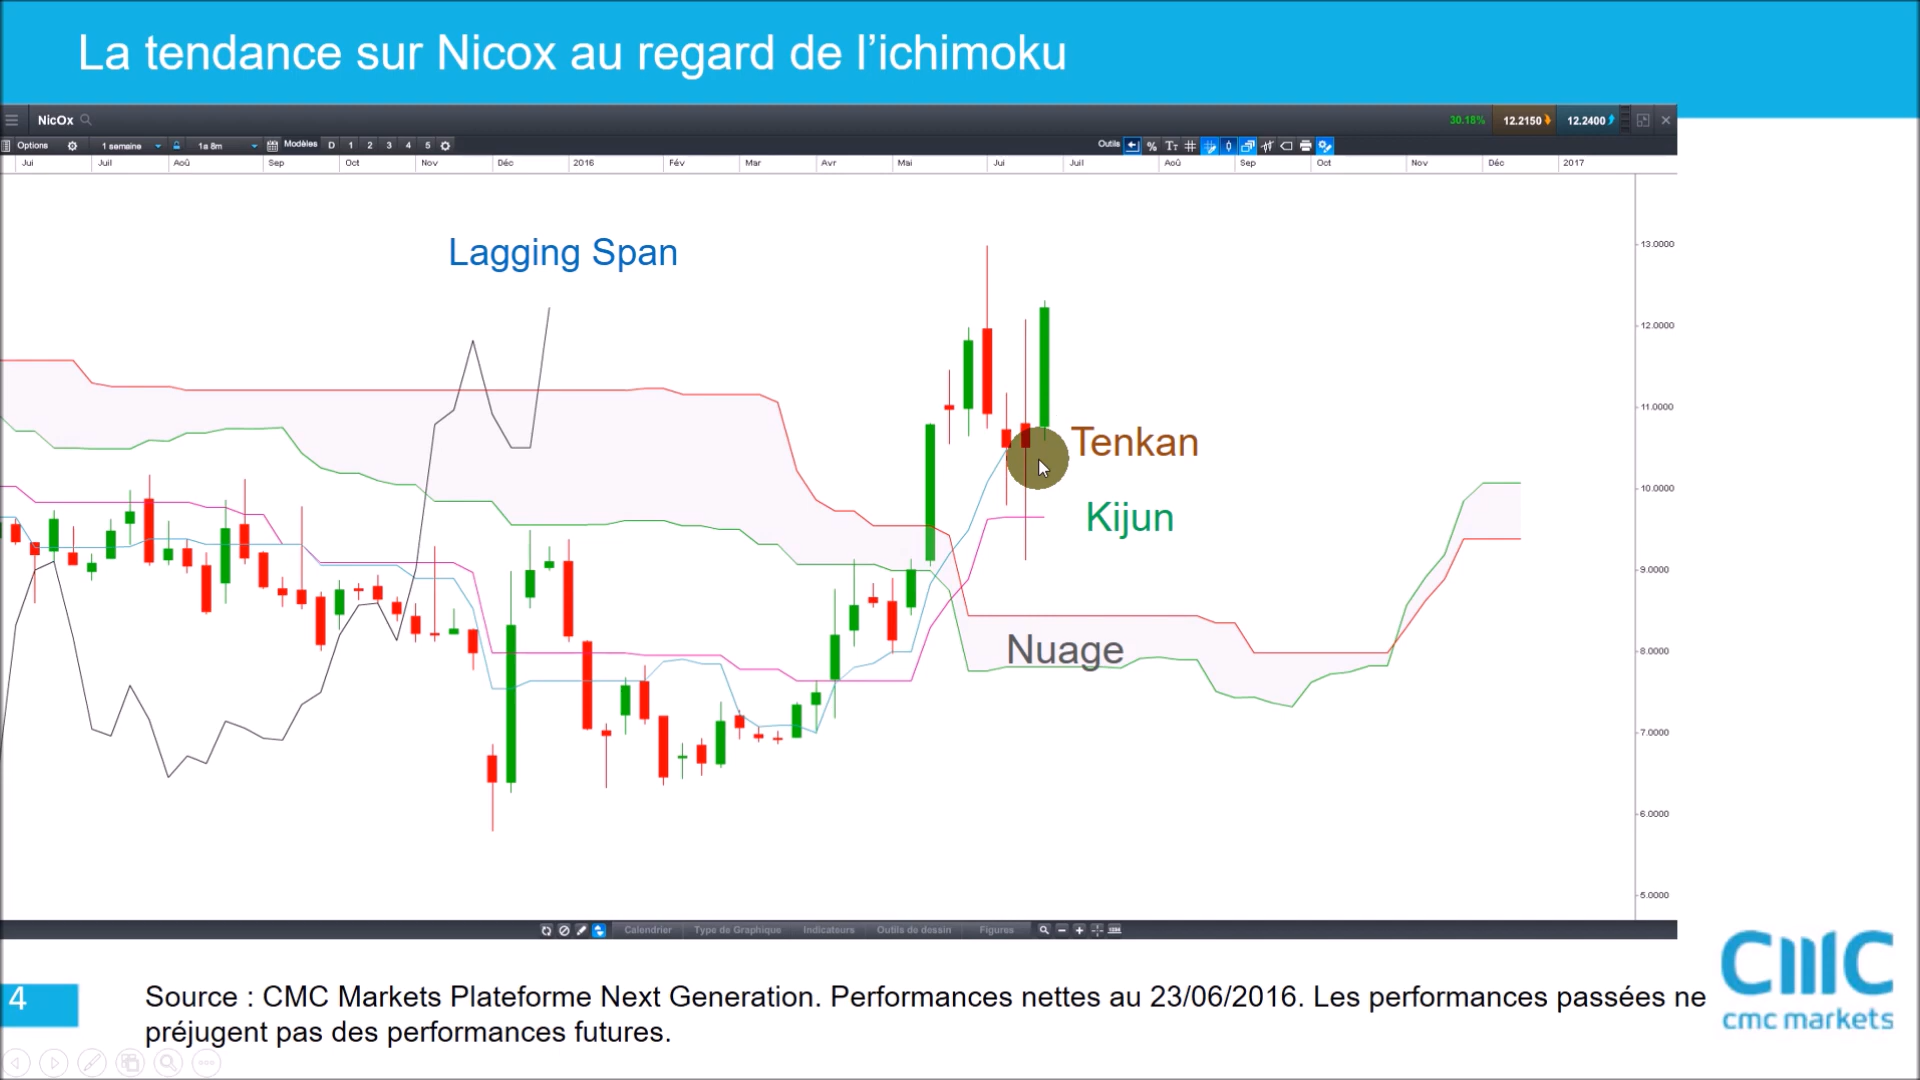 La tendance sur Nicox au regard de l’ichimoku
NicOx 30.18% 12.2150 12.2400
Options 1 semaine 1a 8m Modèles D 1 2 3 4 5 Outils
Jui Juil Aoû Sep Oct Nov Déc 2016 Fév Mar Avr Mai Jui Juil Aoû Sep Oct Nov Déc 2017
Lagging Span
13.0000
12.0000
11.0000
Tenkan
10.0000
Kijun
9.0000
Nuage
8.0000
7.0000
6.0000
5.0000
Calendrier Type de Graphique Indicateurs Outils de dessin Figures
CMC
cmc markets
4
Source : CMC Markets Plateforme Next Generation. Performances nettes au 23/06/2016. Les performances passées ne
préjugent pas des performances futures.